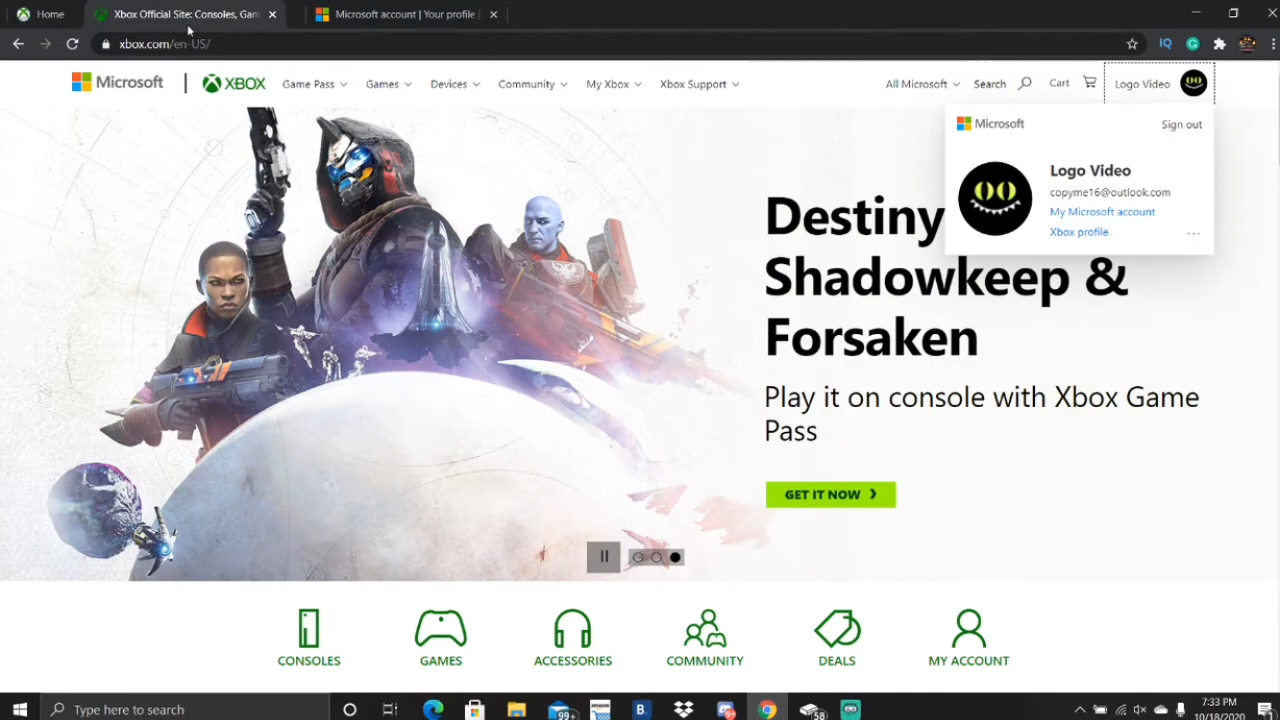 Home
Xbox Official Site: Consoles, Gam
Microsoft account | Your profile |
xbox.com/en-US/
Microsoft
XBOX
Game Pass
Games
Devices
Community
My Xbox
Xbox Support
All Microsoft
Search
Cart
Logo Video
Microsoft
Sign out
Logo Video
copyme16@outlook.com
My Microsoft account
Xbox profile
...
Destiny
Shadowkeep &
Forsaken
Play it on console with Xbox Game
Pass
GET IT NOW
CONSOLES
GAMES
ACCESSORIES
COMMUNITY
DEALS
MY ACCOUNT
Type here to search
99+
B.
58
7:33 PM
10/18/2020